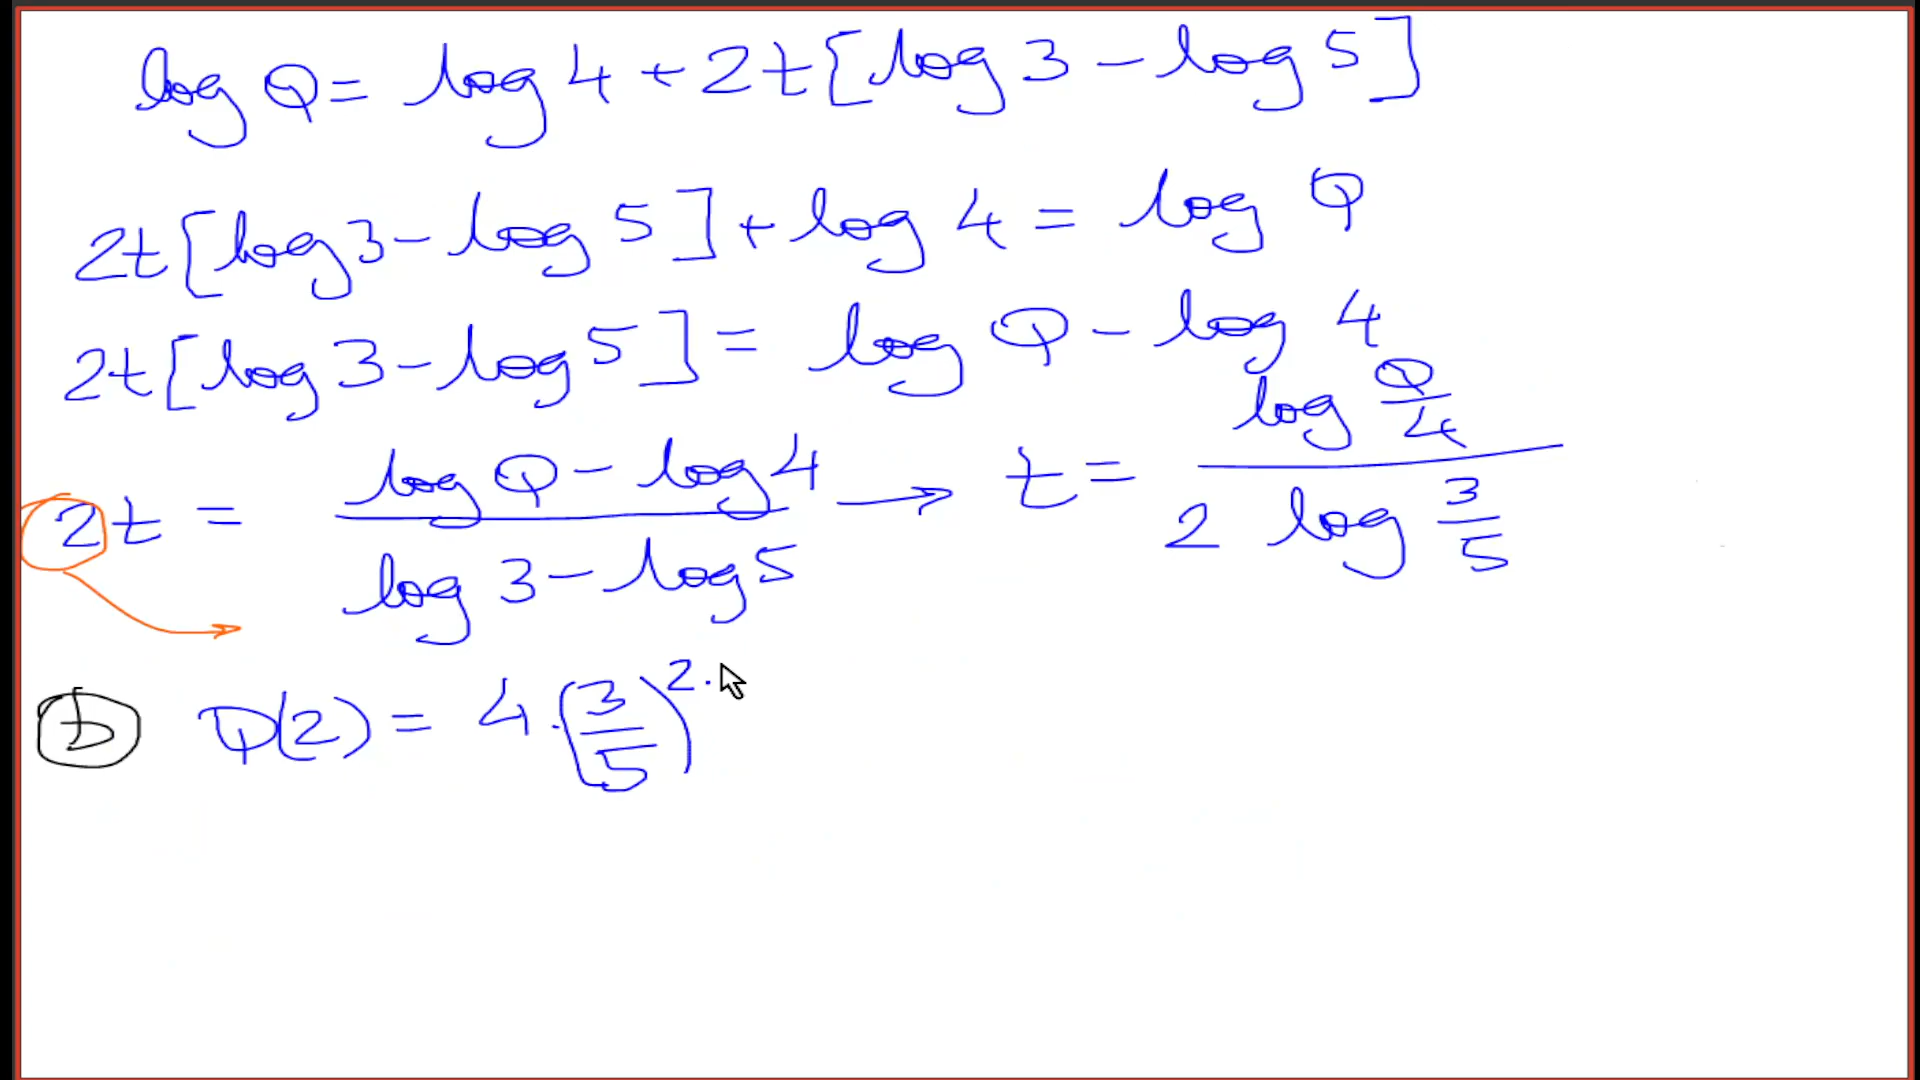 log Q = log 4 + 2t [log 3 - log 5]
2t [log 3 - log 5] + log 4 = log Q
2t [log 3 - log 5] = log Q - log 4
2t = (log Q - log 4) / (log 3 - log 5) → t = (log Q/4) / (2 log 3/5)
b Q(2) = 4 · (3/5)^2·